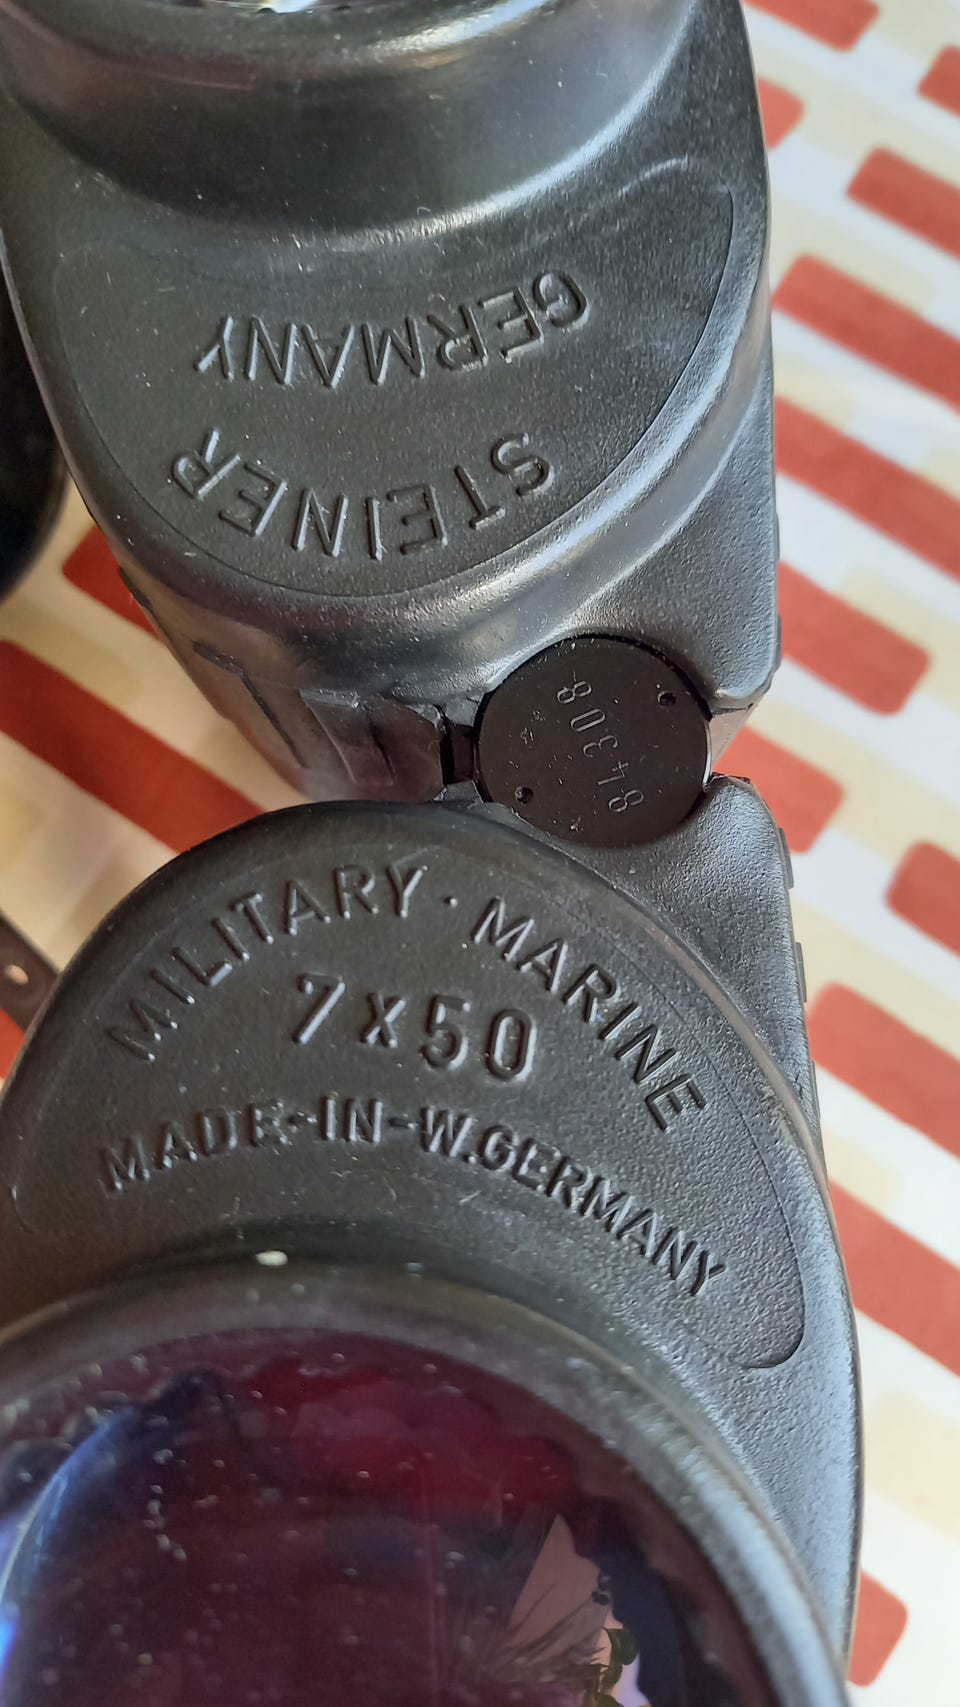 STEINER
GERMANY
84308
MILITARY · MARINE
7x50
MADE-IN-W.GERMANY